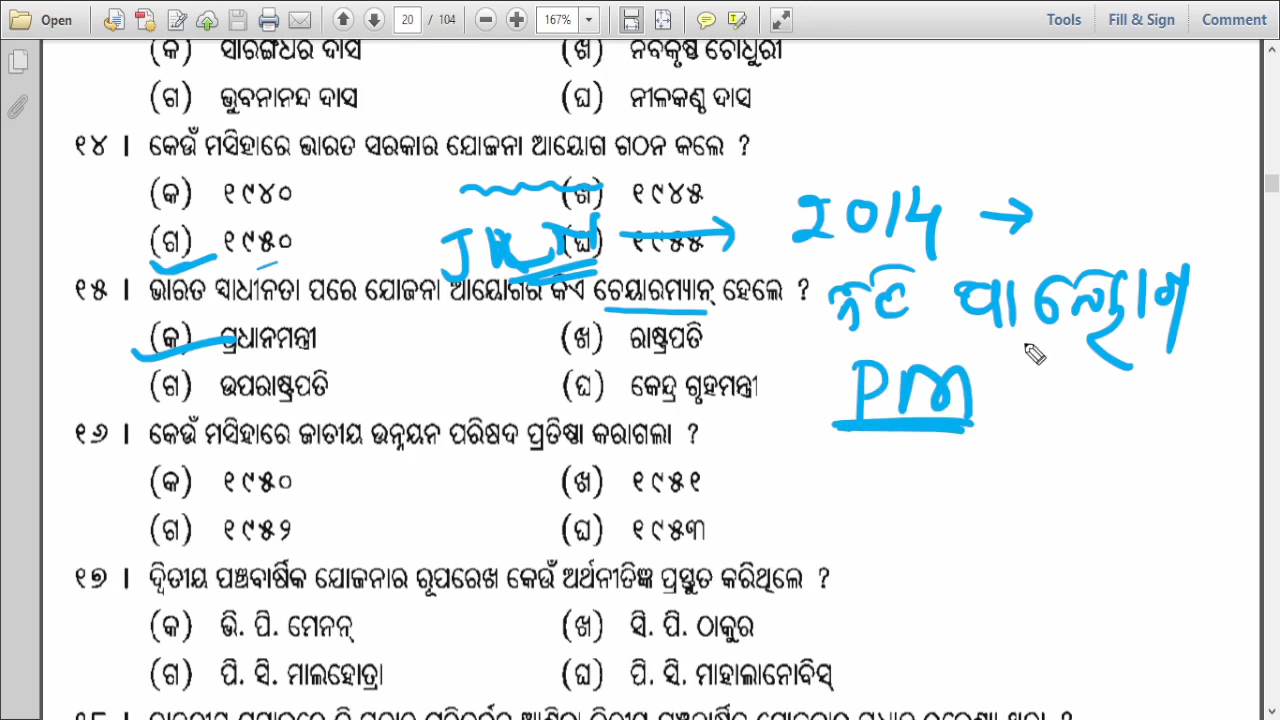 Open 20 / 104 167% Tools Fill & Sign Comment
(କ) ସାରଙ୍ଗଧର ଦାସ (ଖ) ନବକୃଷ୍ଣ ଚୌଧୁରୀ
(ଗ) ଭୁବନାନନ୍ଦ ଦାସ (ଘ) ନୀଳକଣ୍ଠ ଦାସ
୧୪ । କେଉଁ ମସିହାରେ ଭାରତ ସରକାର ଯୋଜନା ଆୟୋଗ ଗଠନ କଲେ ?
(କ) ୧୯୪୦ (ଖ) ୧୯୪୫
2014 →
(ଗ) ୧୯୫୦ (ଘ) ୧୯୫୫
୧୫ । ଭାରତ ସ୍ୱାଧୀନତା ପରେ ଯୋଜନା ଆୟୋଗର କିଏ ଚେୟାରମ୍ୟାନ୍ ହେଲେ ?
(କ) ପ୍ରଧାନମନ୍ତ୍ରୀ (ଖ) ରାଷ୍ଟ୍ରପତି
PM
(ଗ) ଉପରାଷ୍ଟ୍ରପତି (ଘ) କେନ୍ଦ୍ର ଗୃହମନ୍ତ୍ରୀ
୧୬ । କେଉଁ ମସିହାରେ ଜାତୀୟ ଉନ୍ନୟନ ପରିଷଦ ପ୍ରତିଷ୍ଠା କରାଗଲା ?
(କ) ୧୯୫୦ (ଖ) ୧୯୫୧
(ଗ) ୧୯୫୨ (ଘ) ୧୯୫୩
୧୭ । ଦ୍ୱିତୀୟ ପଞ୍ଚବାର୍ଷିକ ଯୋଜନାର ରୂପରେଖ କେଉଁ ଅର୍ଥନୀତିଜ୍ଞ ପ୍ରସ୍ତୁତ କରିଥିଲେ ?
(କ) ଭି. ପି. ମେନନ୍ (ଖ) ସି. ପି. ଠାକୁର
(ଗ) ପି. ସି. ମାଲହୋତ୍ରା (ଘ) ପି. ସି. ମାହାଲାନୋବିସ୍